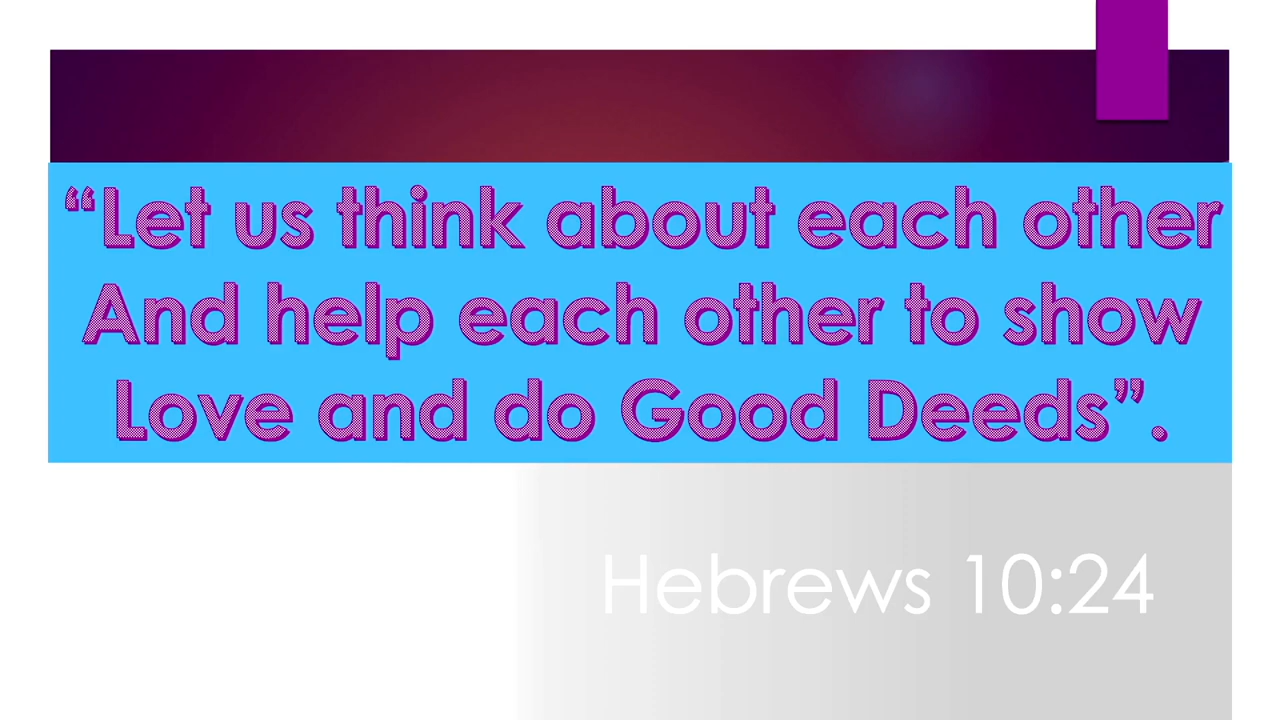 “Let us think about each other
And help each other to show
Love and do Good Deeds”.
Hebrews 10:24